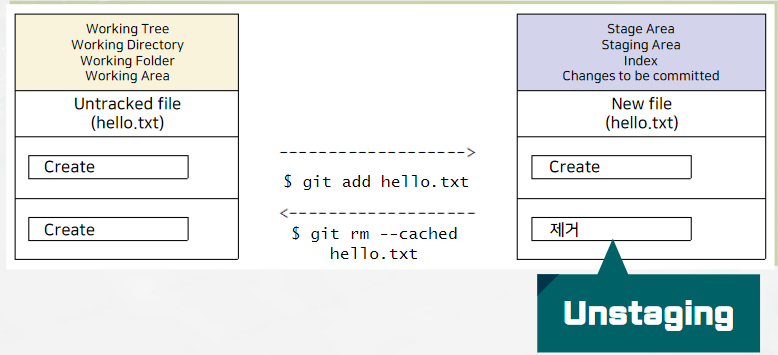 Working Tree
Working Directory
Working Folder
Working Area
Untracked file
(hello.txt)
Create
Create
------------------->
$ git add hello.txt
<-------------------
$ git rm --cached
hello.txt
Stage Area
Staging Area
Index
Changes to be committed
New file
(hello.txt)
Create
제거
Unstaging